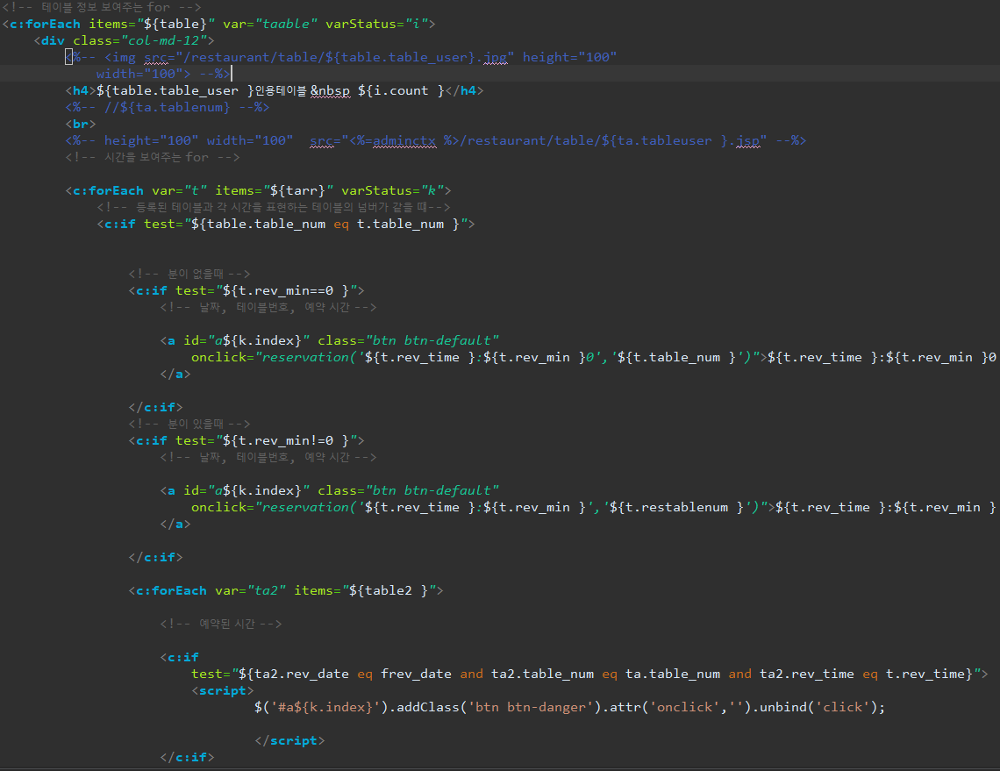 <!-- 테이블 정보 보여주는 for -->
<c:forEach items="${table}" var="taable" varStatus="i">
<div class="col-md-12">
<%-- <img src="/restaurant/table/${table.table_user}.jpg" height="100"
width="100"> --%>
<h4>${table.table_user }인용테이블 &nbsp ${i.count }</h4>
<%-- //${ta.tablenum} --%>
<br>
<%-- height="100" width="100"  src="<%=adminctx %>/restaurant/table/${ta.tableuser }.jsp" --%>
<!-- 시간을 보여주는 for -->
<c:forEach var="t" items="${tarr}" varStatus="k">
<!-- 등록된 테이블과 각 시간을 표현하는 테이블의 넘버가 같을 때-->
<c:if test="${table.table_num eq t.table_num }">
<!-- 분이 없을때 -->
<c:if test="${t.rev_min==0 }">
<!-- 날짜, 테이블번호, 예약 시간 -->
<a id="a${k.index}" class="btn btn-default"
onclick="reservation('${t.rev_time }:${t.rev_min }0','${t.table_num }')">${t.rev_time }:${t.rev_min }0
</a>
</c:if>
<!-- 분이 있을때 -->
<c:if test="${t.rev_min!=0 }">
<!-- 날짜, 테이블번호, 예약 시간 -->
<a id="a${k.index}" class="btn btn-default"
onclick="reservation('${t.rev_time }:${t.rev_min }','${t.restablenum }')">${t.rev_time }:${t.rev_min }
</a>
</c:if>
<c:forEach var="ta2" items="${table2 }">
<!-- 예약된 시간 -->
<c:if
test="${ta2.rev_date eq frev_date and ta2.table_num eq ta.table_num and ta2.rev_time eq t.rev_time}">
<script>
$('#a${k.index}').addClass('btn btn-danger').attr('onclick','').unbind('click');
</script>
</c:if>